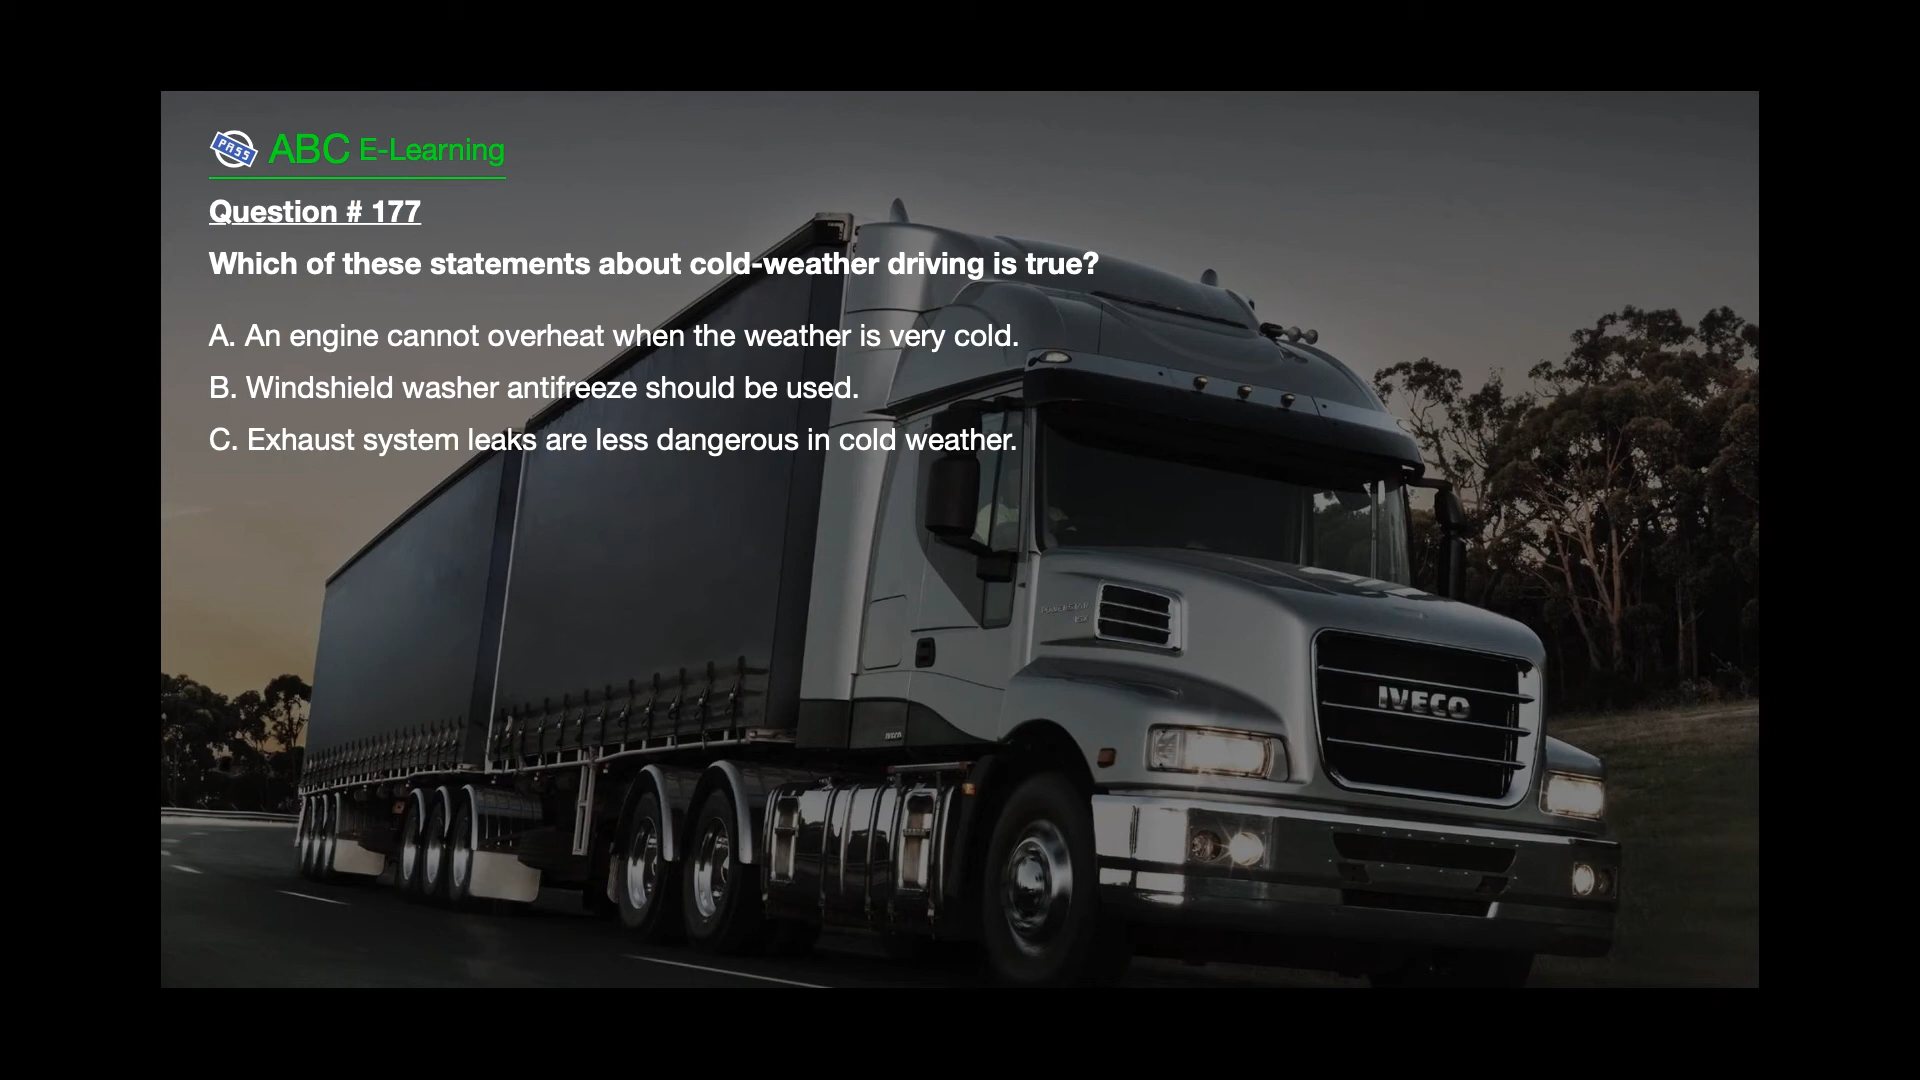 PASS ABC E-Learning
Question # 177
Which of these statements about cold-weather driving is true?
A. An engine cannot overheat when the weather is very cold.
B. Windshield washer antifreeze should be used.
C. Exhaust system leaks are less dangerous in cold weather.
IVECO